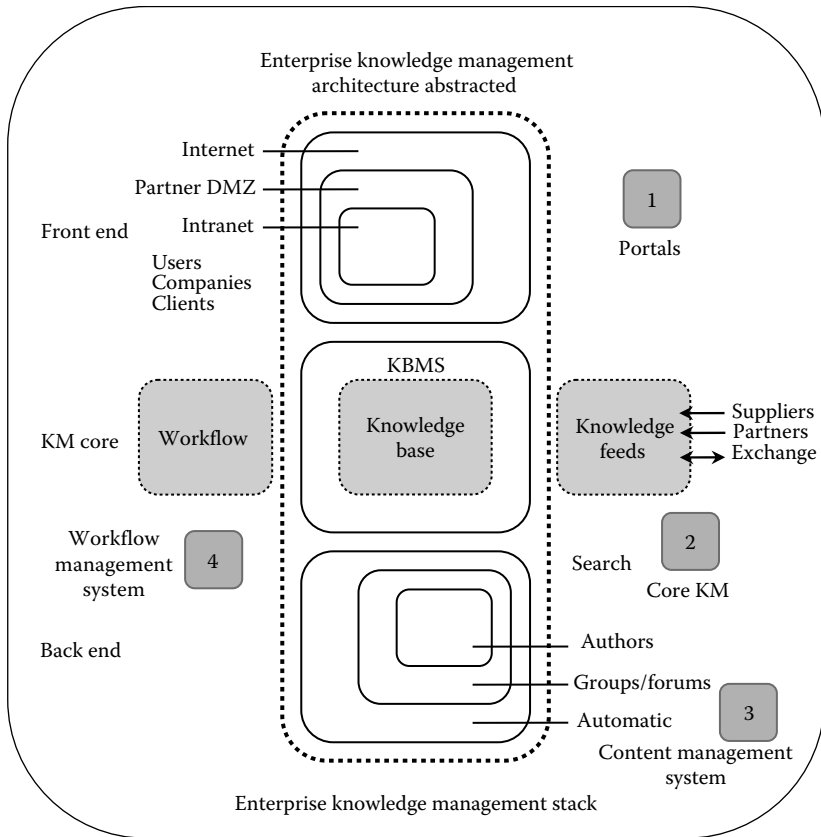 Enterprise knowledge management
architecture abstracted
Internet
Partner DMZ
1
Front end
Intranet
Portals
Users
Companies
Clients
KBMS
KM core
Workflow
Knowledge
base
Knowledge
feeds
Suppliers
Partners
Exchange
Workflow
management
system
4
Search
2
Core KM
Back end
Authors
Groups/forums
Automatic
3
Content management
system
Enterprise knowledge management stack